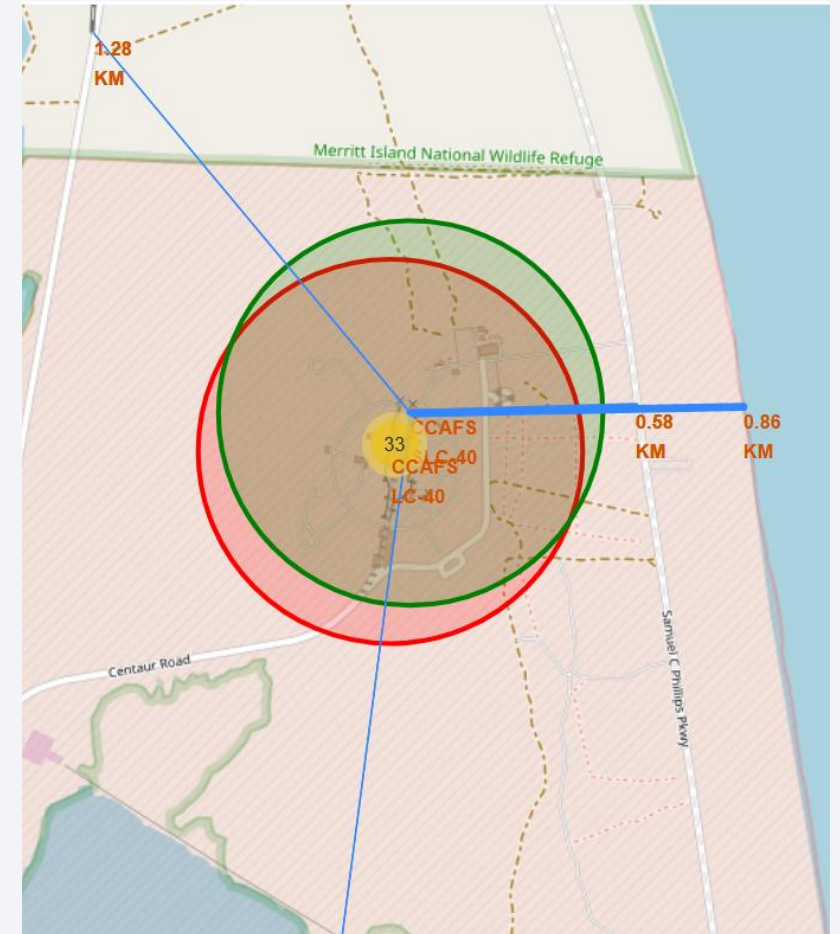 1.28
KM
Merritt Island National Wildlife Refuge
CCAFS
SLC-40
33
CCAFS
LC-40
0.58
KM
0.86
KM
Centaur Road
Samuel C Phillips Pkwy